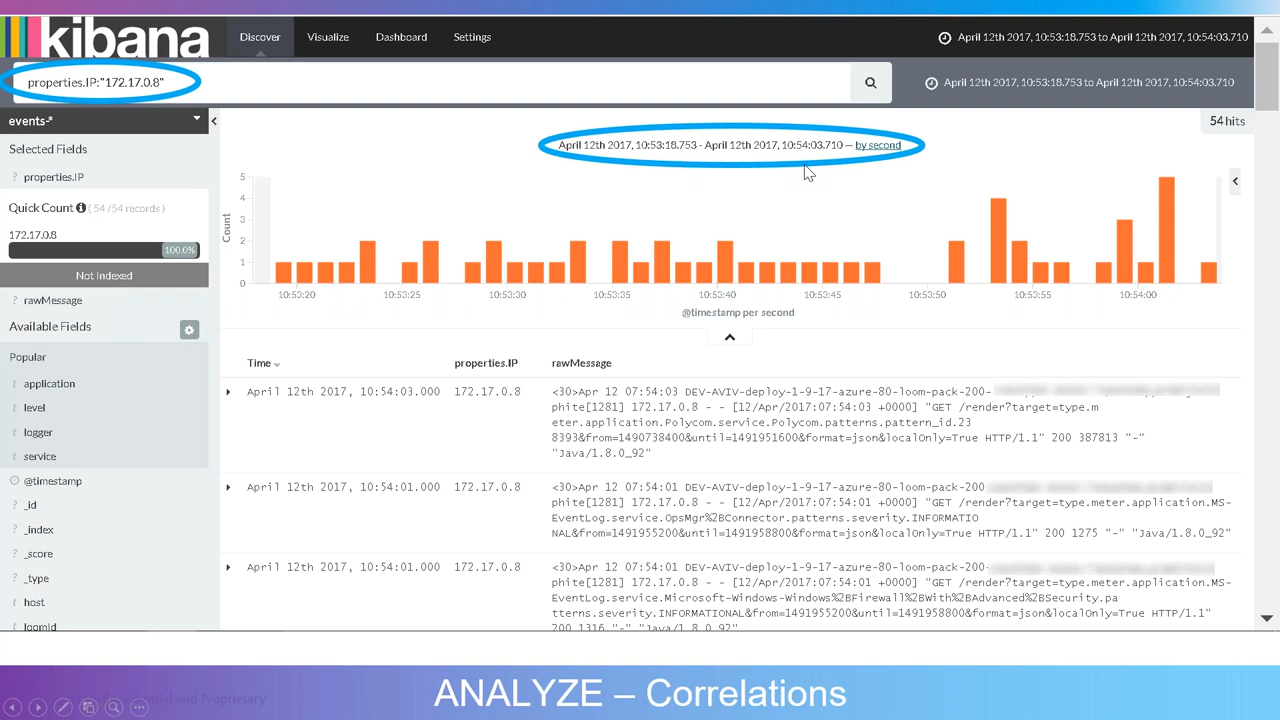 kibana
Discover Visualize Dashboard Settings
April 12th 2017, 10:53:18.753 to April 12th 2017, 10:54:03.710
properties.IP:"172.17.0.8"
April 12th 2017, 10:53:18.753 to April 12th 2017, 10:54:03.710
events-*
54 hits
Selected Fields
? properties.IP
Quick Count ( 54 /54 records )
172.17.0.8
100.0%
Not Indexed
? rawMessage
Available Fields
Popular
t application
t level
t logger
t service
@timestamp
? _id
? _index
? _score
? _type
? host
t loomId
April 12th 2017, 10:53:18.753 - April 12th 2017, 10:54:03.710 — by second
Count
5
4
3
2
1
0
10:53:20 10:53:25 10:53:30 10:53:35 10:53:40 10:53:45 10:53:50 10:53:55 10:54:00
@timestamp per second
Time properties.IP rawMessage
April 12th 2017, 10:54:03.000 172.17.0.8 <30>Apr 12 07:54:03 DEV-AVIV-deploy-1-9-17-azure-80-loom-pack-200-
phite[1281] 172.17.0.8 - - [12/Apr/2017:07:54:03 +0000] "GET /render?target=type.m
eter.application.Polycom.service.Polycom.patterns.pattern_id.23
8393&from=1490738400&until=1491951600&format=json&localOnly=True HTTP/1.1" 200 387813 "-"
"Java/1.8.0_92"
April 12th 2017, 10:54:01.000 172.17.0.8 <30>Apr 12 07:54:01 DEV-AVIV-deploy-1-9-17-azure-80-loom-pack-200
phite[1281] 172.17.0.8 - - [12/Apr/2017:07:54:01 +0000] "GET /render?target=type.meter.application.MS-
EventLog.service.OpsMgr%2BConnector.patterns.severity.INFORMATIO
NAL&from=1491955200&until=1491958800&format=json&localOnly=True HTTP/1.1" 200 1275 "-" "Java/1.8.0_92"
April 12th 2017, 10:54:01.000 172.17.0.8 <30>Apr 12 07:54:01 DEV-AVIV-deploy-1-9-17-azure-80-loom-pack-200-
phite[1281] 172.17.0.8 - - [12/Apr/2017:07:54:01 +0000] "GET /render?target=type.meter.application.MS-
EventLog.service.Microsoft-Windows-Windows%2BFirewall%2BWith%2BAdvanced%2BSecurity.pa
tterns.severity.INFORMATIONAL&from=1491955200&until=1491958800&format=json&localOnly=True HTTP/1.1"
200 1316 "-" "Java/1.8.0_92"
ANALYZE – Correlations
and Proprietary